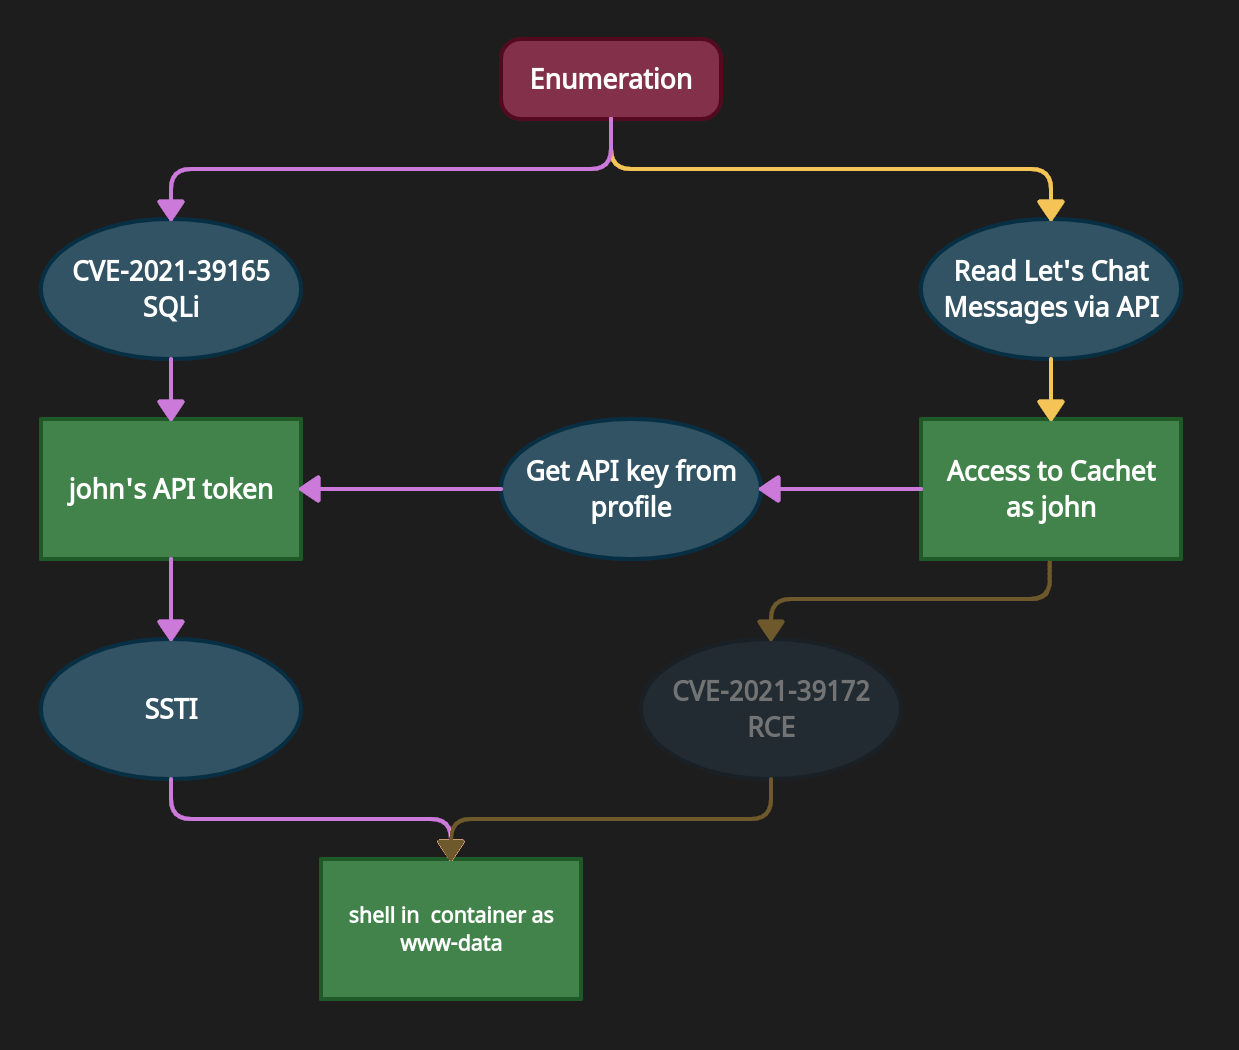 Enumeration
CVE-2021-39165
SQLi
Read Let's Chat
Messages via API
john's API token
Get API key from
profile
Access to Cachet
as john
SSTI
CVE-2021-39172
RCE
shell in  container as
www-data